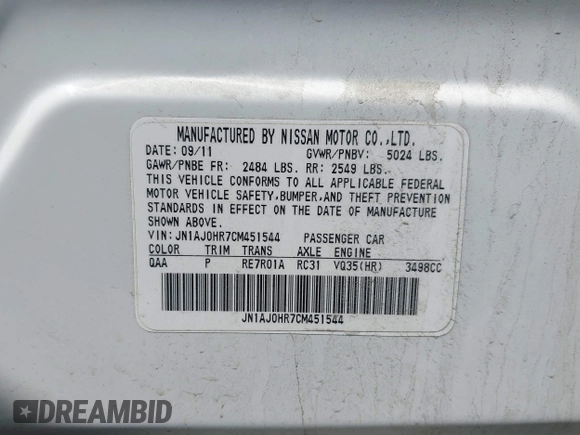 MANUFACTURED BY NISSAN MOTOR CO.,LTD.
DATE: 09/11 GVWR/PNBV: 5024 LBS.
GAWR/PNBE FR: 2484 LBS. RR: 2549 LBS.
THIS VEHICLE CONFORMS TO ALL APPLICABLE FEDERAL
MOTOR VEHICLE SAFETY,BUMPER,AND THEFT PREVENTION
STANDARDS IN EFFECT ON THE DATE OF MANUFACTURE
SHOWN ABOVE.
VIN: JN1AJ0HR7CM451544 PASSENGER CAR
COLOR TRIM TRANS AXLE ENGINE
QAA P RE7R01A RC31 VQ35(HR) 3498CC
JN1AJ0HR7CM451544
DREAMBID